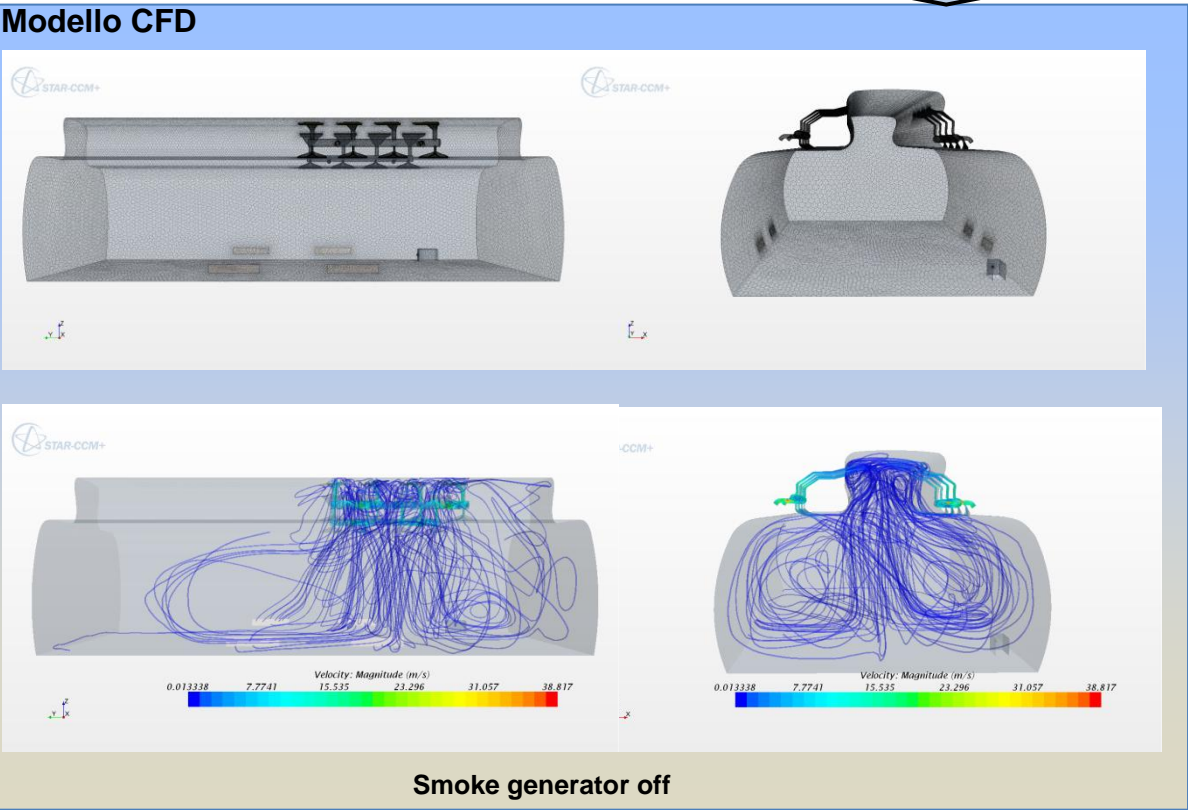 Modello CFD
STAR-CCM+
STAR-CCM+
Z
Y X
Z
Y X
STAR-CCM+
-CCM+
Velocity: Magnitude (m/s)
0.013338 7.7741 15.535 23.296 31.057 38.817
Velocity: Magnitude (m/s)
0.013338 7.7741 15.535 23.296 31.057 38.817
Z
Y X
X
Smoke generator off